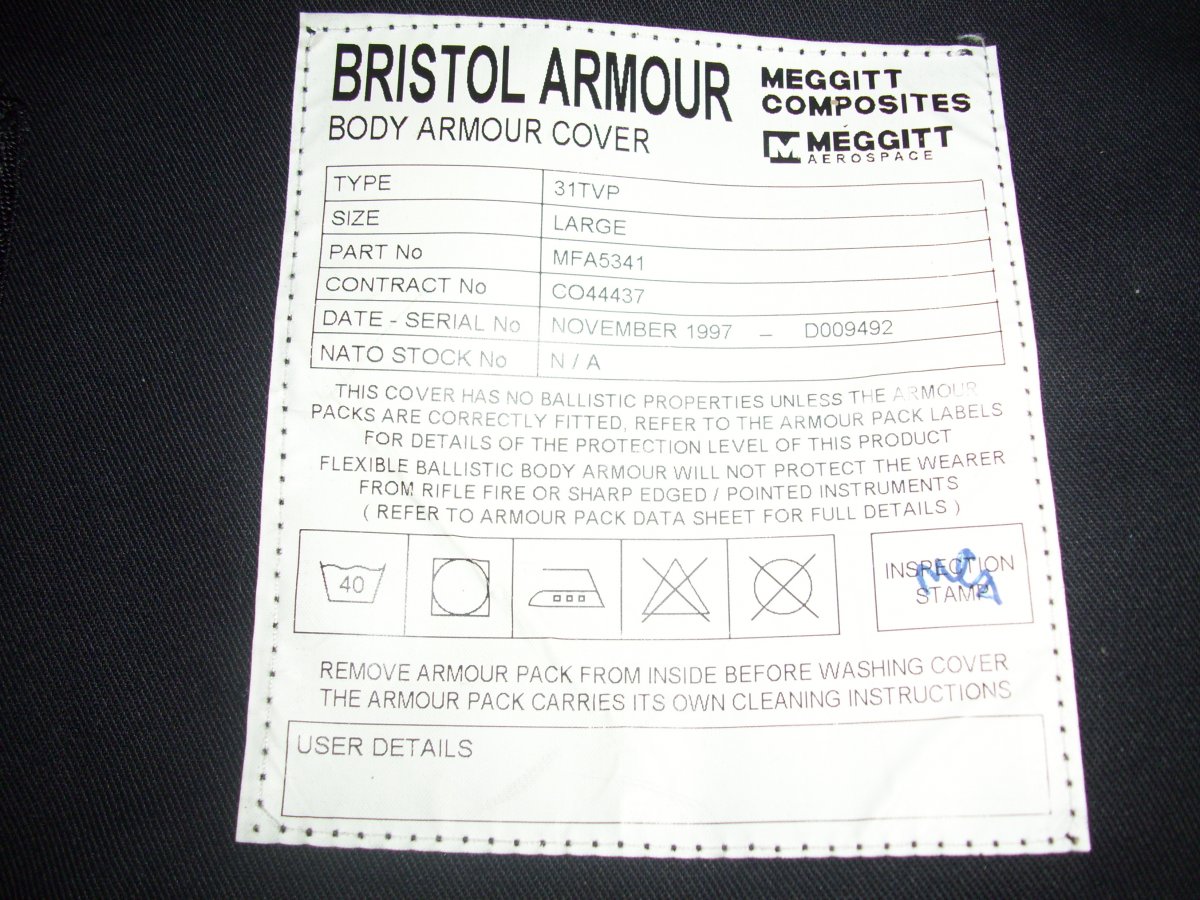 BRISTOL ARMOUR
BODY ARMOUR COVER
MEGGITT
COMPOSITES
MEGGITT
AEROSPACE
TYPE 31TVP
SIZE LARGE
PART No MFA5341
CONTRACT No CO44437
DATE - SERIAL No NOVEMBER 1997 – D009492
NATO STOCK No N / A
THIS COVER HAS NO BALLISTIC PROPERTIES UNLESS THE ARMOUR
PACKS ARE CORRECTLY FITTED, REFER TO THE ARMOUR PACK LABELS
FOR DETAILS OF THE PROTECTION LEVEL OF THIS PRODUCT
FLEXIBLE BALLISTIC BODY ARMOUR WILL NOT PROTECT THE WEARER
FROM RIFLE FIRE OR SHARP EDGED / POINTED INSTRUMENTS
( REFER TO ARMOUR PACK DATA SHEET FOR FULL DETAILS )
40
INSPECTION
STAMP
REMOVE ARMOUR PACK FROM INSIDE BEFORE WASHING COVER
THE ARMOUR PACK CARRIES ITS OWN CLEANING INSTRUCTIONS
USER DETAILS